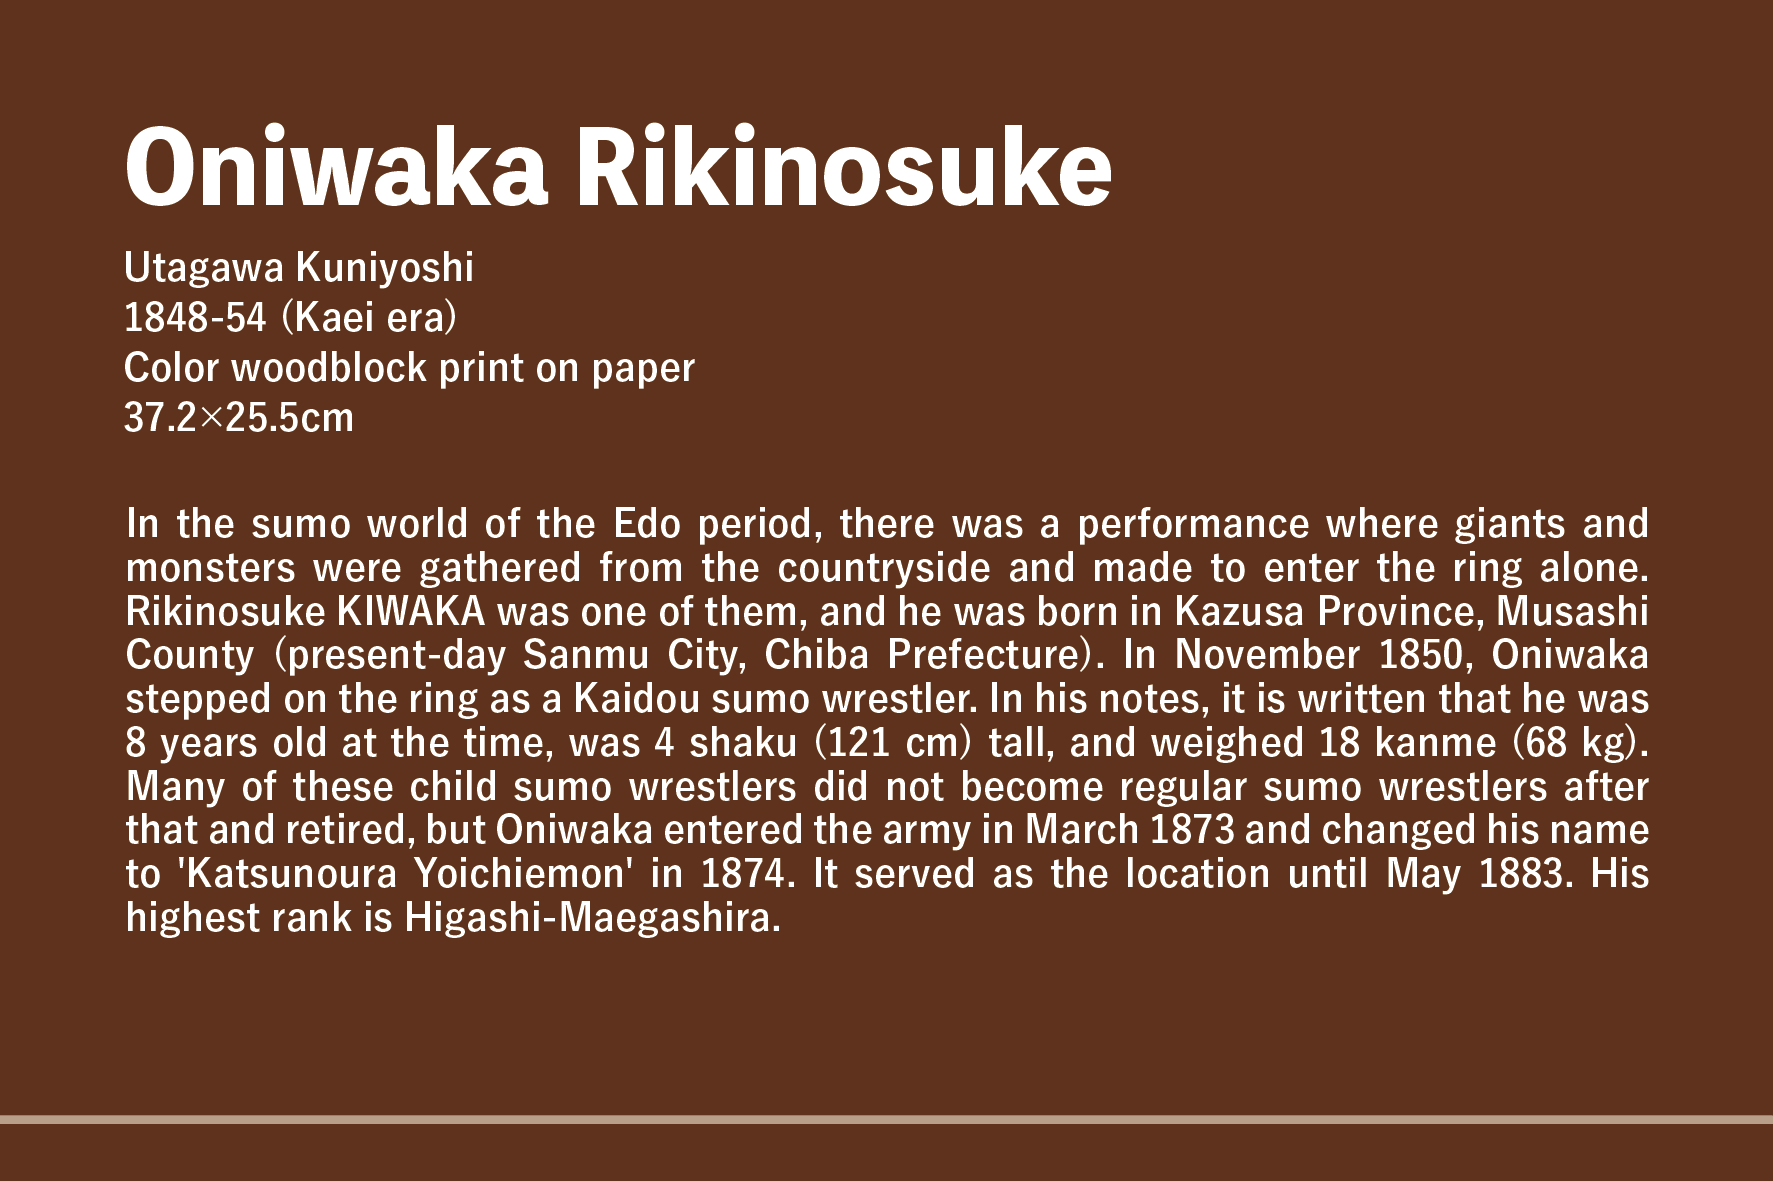 Oniwaka Rikinosuke
Utagawa Kuniyoshi
1848-54 (Kaei era)
Color woodblock print on paper
37.2×25.5cm
In the sumo world of the Edo period, there was a performance where giants and
monsters were gathered from the countryside and made to enter the ring alone.
Rikinosuke KIWAKA was one of them, and he was born in Kazusa Province, Musashi
County (present-day Sanmu City, Chiba Prefecture). In November 1850, Oniwaka
stepped on the ring as a Kaidou sumo wrestler. In his notes, it is written that he was
8 years old at the time, was 4 shaku (121 cm) tall, and weighed 18 kanme (68 kg).
Many of these child sumo wrestlers did not become regular sumo wrestlers after
that and retired, but Oniwaka entered the army in March 1873 and changed his name
to 'Katsunoura Yoichiemon' in 1874. It served as the location until May 1883. His
highest rank is Higashi-Maegashira.